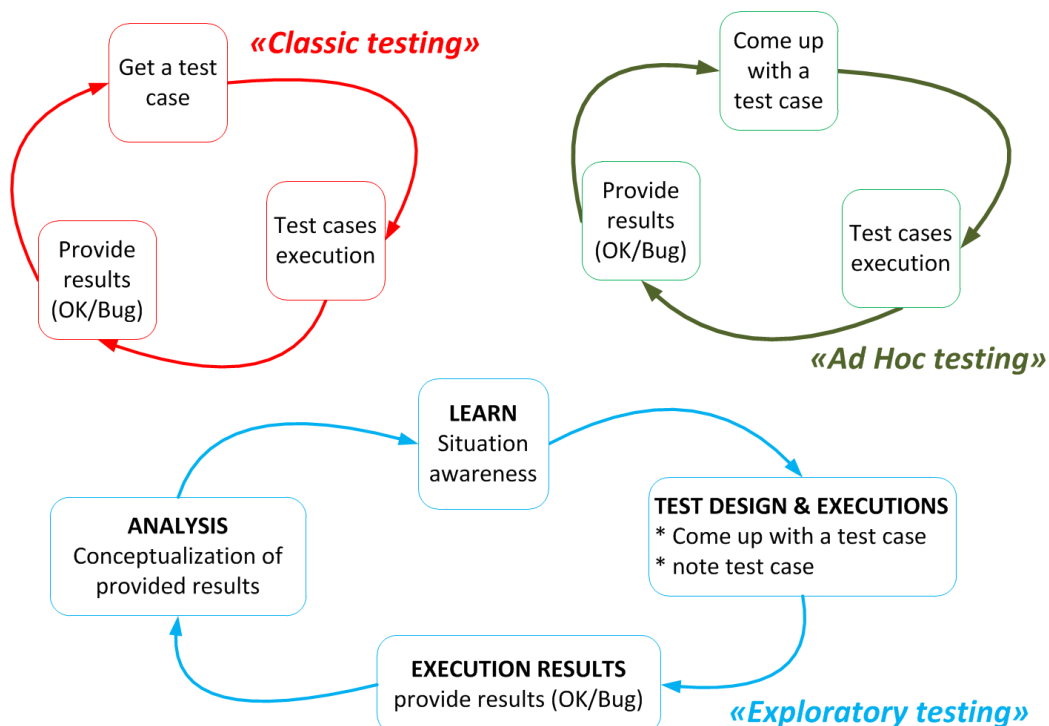 «Classic testing»
Get a test
case
Test cases
execution
Provide
results
(OK/Bug)
Come up
with a
test case
Test cases
execution
Provide
results
(OK/Bug)
«Ad Hoc testing»
LEARN
Situation
awareness
TEST DESIGN & EXECUTIONS
* Come up with a test case
* note test case
EXECUTION RESULTS
provide results (OK/Bug)
ANALYSIS
Conceptualization of
provided results
«Exploratory testing»